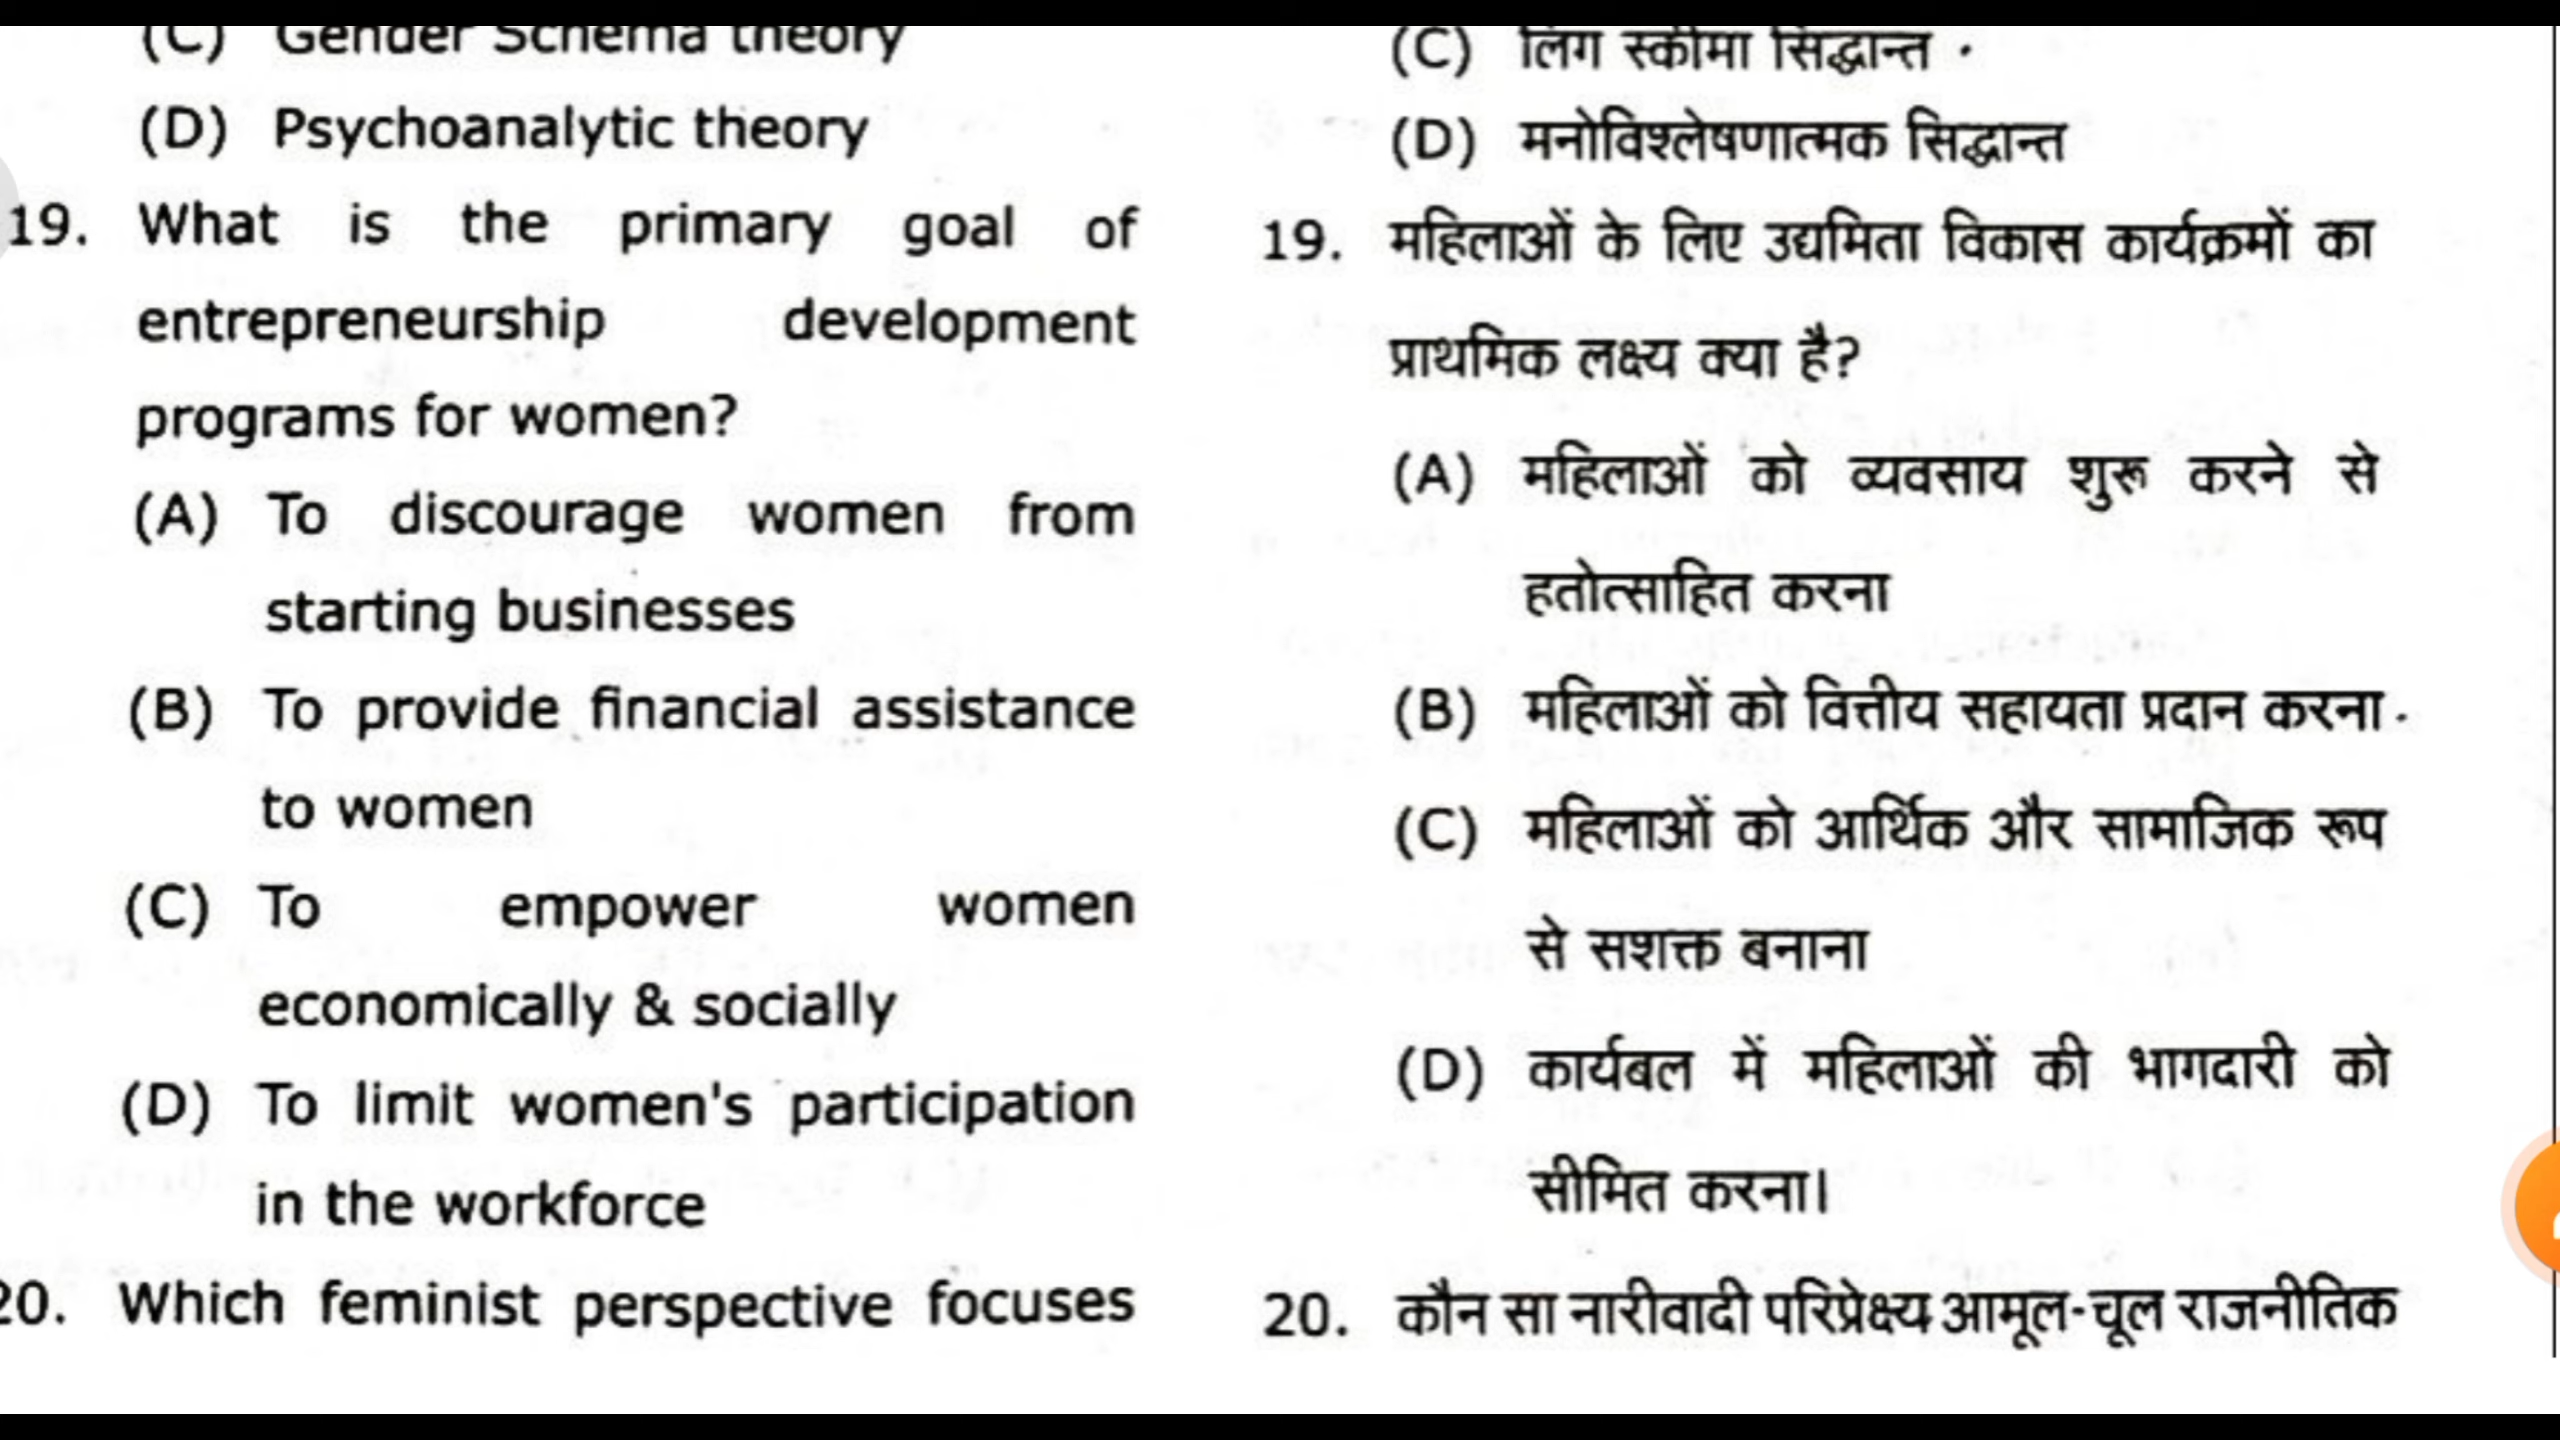 (C) Gender Schema theory
(D) Psychoanalytic theory
19. What is the primary goal of
entrepreneurship development
programs for women?
(A) To discourage women from
starting businesses
(B) To provide financial assistance
to women
(C) To empower women
economically & socially
(D) To limit women's participation
in the workforce
20. Which feminist perspective focuses
(C) लिंग स्कीमा सिद्धान्त
(D) मनोविश्लेषणात्मक सिद्धान्त
19. महिलाओं के लिए उद्यमिता विकास कार्यक्रमों का
प्राथमिक लक्ष्य क्या है?
(A) महिलाओं को व्यवसाय शुरू करने से
हतोत्साहित करना
(B) महिलाओं को वित्तीय सहायता प्रदान करना
(C) महिलाओं को आर्थिक और सामाजिक रूप
से सशक्त बनाना
(D) कार्यबल में महिलाओं की भागदारी को
सीमित करना।
20. कौन सा नारीवादी परिप्रेक्ष्य आमूल-चूल राजनीतिक